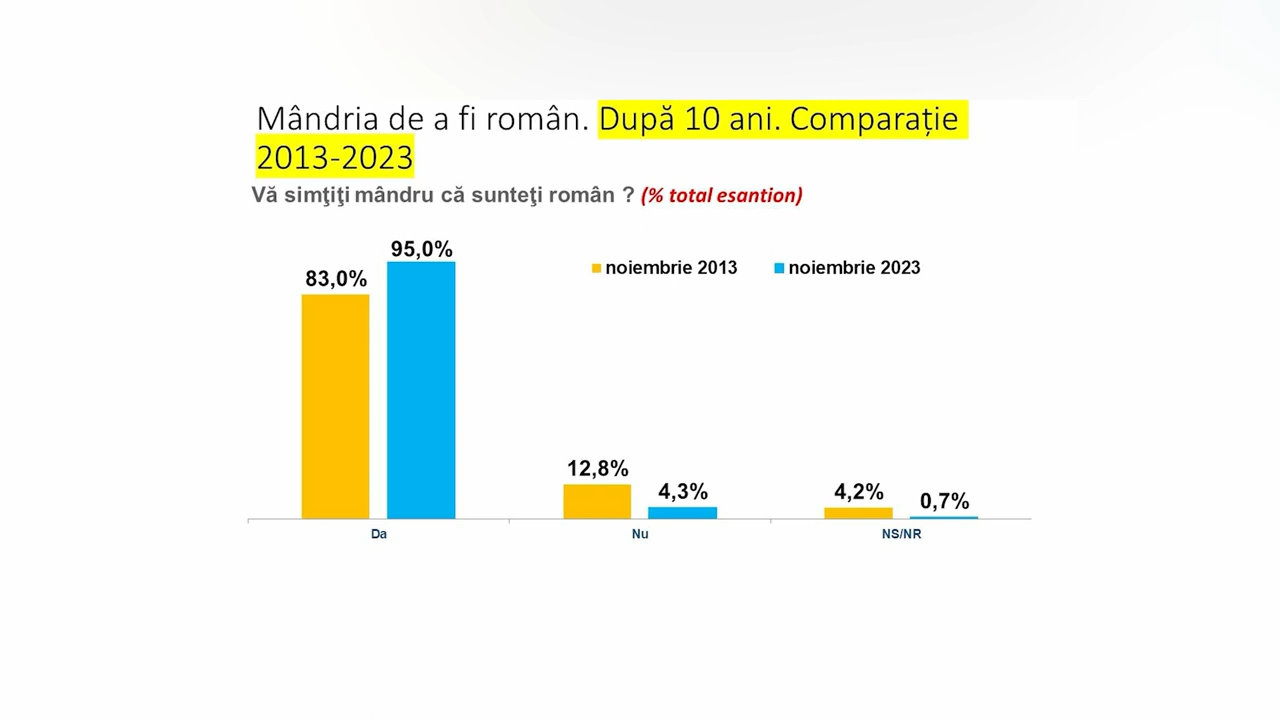 Mândria de a fi român. După 10 ani. Comparație
2013-2023
Vă simţiţi mândru că sunteţi român ? (% total esantion)
95,0%
83,0%
noiembrie 2013
noiembrie 2023
12,8%
4,3%
4,2%
0,7%
Da
Nu
NS/NR